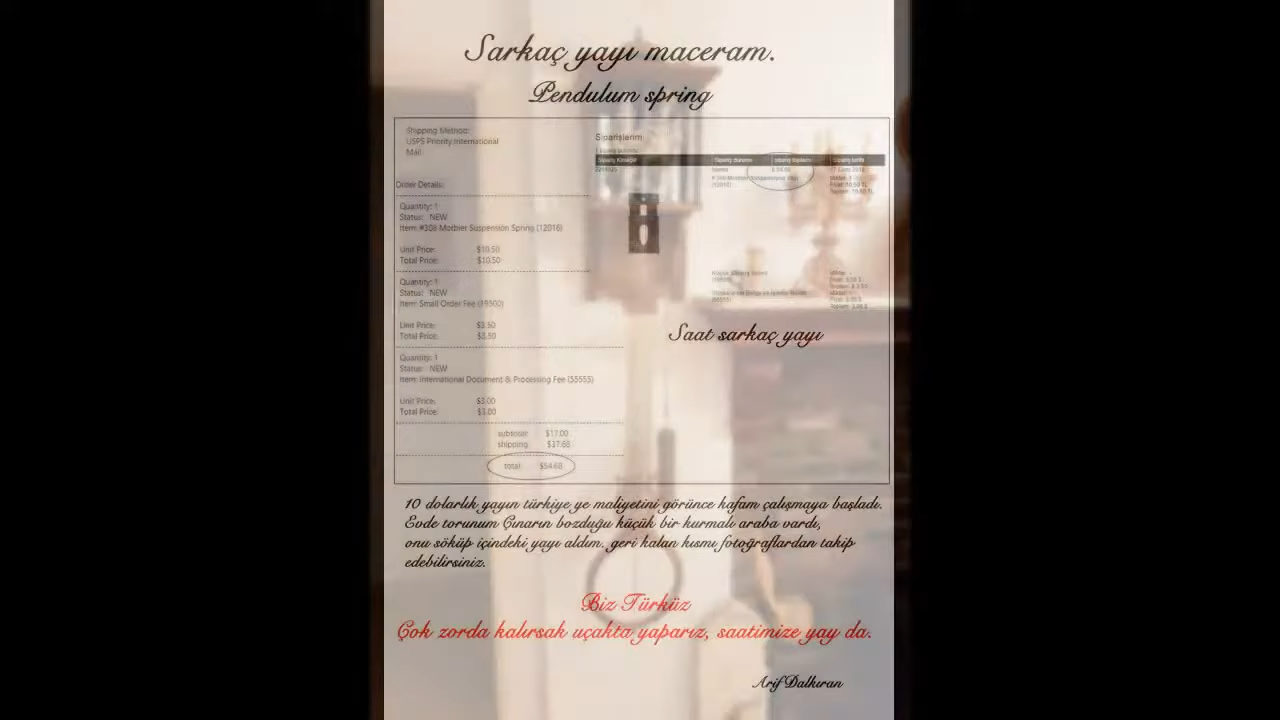 Sarkaç yayı maceram.
Pendulum spring
Shipping Method:
USPS Priority International
Mail
Order Details:
Quantity: 1
Status: NEW
Item: #308 Morbier Suspension Spring (12016)
Unit Price: $10.50
Total Price: $10.50
Quantity: 1
Status: NEW
Item: Small Order Fee (99500)
Unit Price: $3.50
Total Price: $3.50
Quantity: 1
Status: NEW
Item: International Document & Processing Fee (55555)
Unit Price: $3.00
Total Price: $3.00
subtotal: $17.00
shipping: $37.68
total: $54.68
Siparişlerim
Saat sarkaç yayı
10 dolarlık yayın türkiye ye maliyetini görünce kafam çalışmaya başladı.
Evde torunum Çınarın bozduğu küçük bir kurmalı araba vardı,
onu söküp içindeki yayı aldım. geri kalan kısmı fotoğraflardan takip
edebilirsiniz.
Biz Türküz
Çok zorda kalırsak uçakta yaparız, saatimize yay da.
Arif Dalkıran